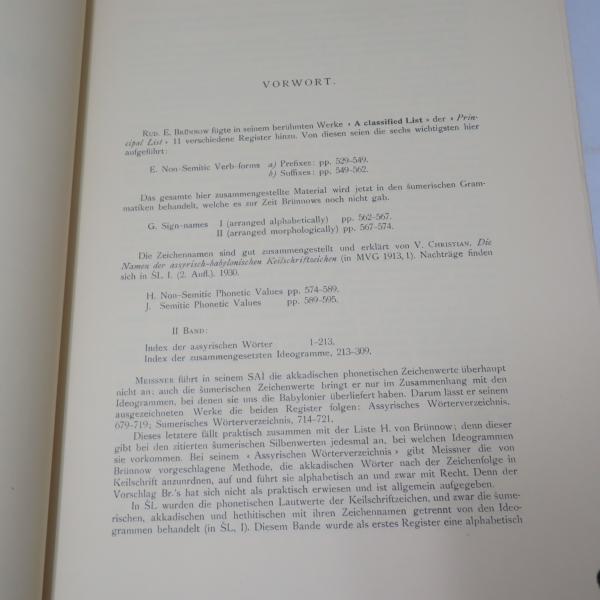 VORWORT.
RUD. E. BRÜNNOW fügte in seinem berühmten Werke « A classified List » der « Prin-
cipal List » 11 verschiedene Register hinzu. Von diesen seien die sechs wichtigsten hier
aufgeführt:
E. Non-Semitic Verb-forms a) Prefixes: pp. 529-549.
b) Suffixes: pp. 549-562.
Das gesamte hier zusammengestellte Material wird jetzt in den šumerischen Gram-
matiken behandelt, welche es zur Zeit Brünnows noch nicht gab.
G. Sign-names I (arranged alphabetically) pp. 562-567.
II (arranged morphologically) pp. 567-574.
Die Zeichennamen sind gut zusammengestellt und erklärt von V. CHRISTIAN, Die
Namen der assyrisch-babylonischen Keilschriftzeichen (in MVG 1913, 1). Nachträge finden
sich in ŠL I. (2. Aufl.). 1930.
H. Non-Semitic Phonetic Values pp. 574-589.
J. Semitic Phonetic Values pp. 589-595.
II BAND:
Index der assyrischen Wörter 1-213.
Index der zusammengesetzten Ideogramme, 213-309.
MEISSNER führt in seinem SAI die akkadischen phonetischen Zeichenwerte überhaupt
nicht an; auch die šumerischen Zeichenwerte bringt er nur im Zusammenhang mit den
Ideogrammen, bei denen sie uns die Babylonier überliefert haben. Darum lässt er seinem
ausgezeichneten Werke die beiden Register folgen: Assyrisches Wörterverzeichnis,
679-719; Sumerisches Wörterverzeichnis, 714-721.
Dieses letztere fällt praktisch zusammen mit der Liste H. von Brünnow; denn dieser
gibt bei den zitierten šumerischen Silbenwerten jedesmal an, bei welchen Ideogrammen
sie vorkommen. Bei seinem « Assyrischen Wörterverzeichnis » gibt Meissner die von
Brünnow vorgeschlagene Methode, die akkadischen Wörter nach der Zeichenfolge in
Keilschrift anzunrdnen, auf und führt sie alphabetisch an und zwar mit Recht. Denn der
Vorschlag Br.'s hat sich nicht als praktisch erwiesen und ist allgemein aufgegeben.
In ŠL wurden die phonetischen Lautwerte der Keilschriftzeichen, und zwar die šume-
rischen, akkadischen und hethitischen mit ihren Zeichennamen getrennt von den Ideo-
grammen behandelt (in ŠL, I). Diesem Bande wurde als erstes Register eine alphabetisch